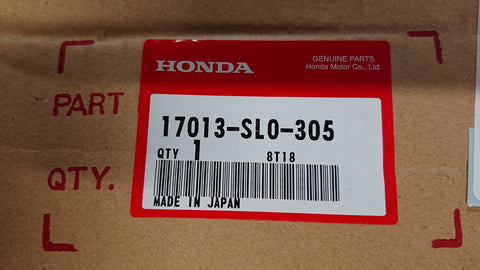 GENUINE PARTS
HONDA Honda Motor Co., Ltd.
PART
17013-SL0-305
QTY 1 8T18
QTY.
MADE IN JAPAN